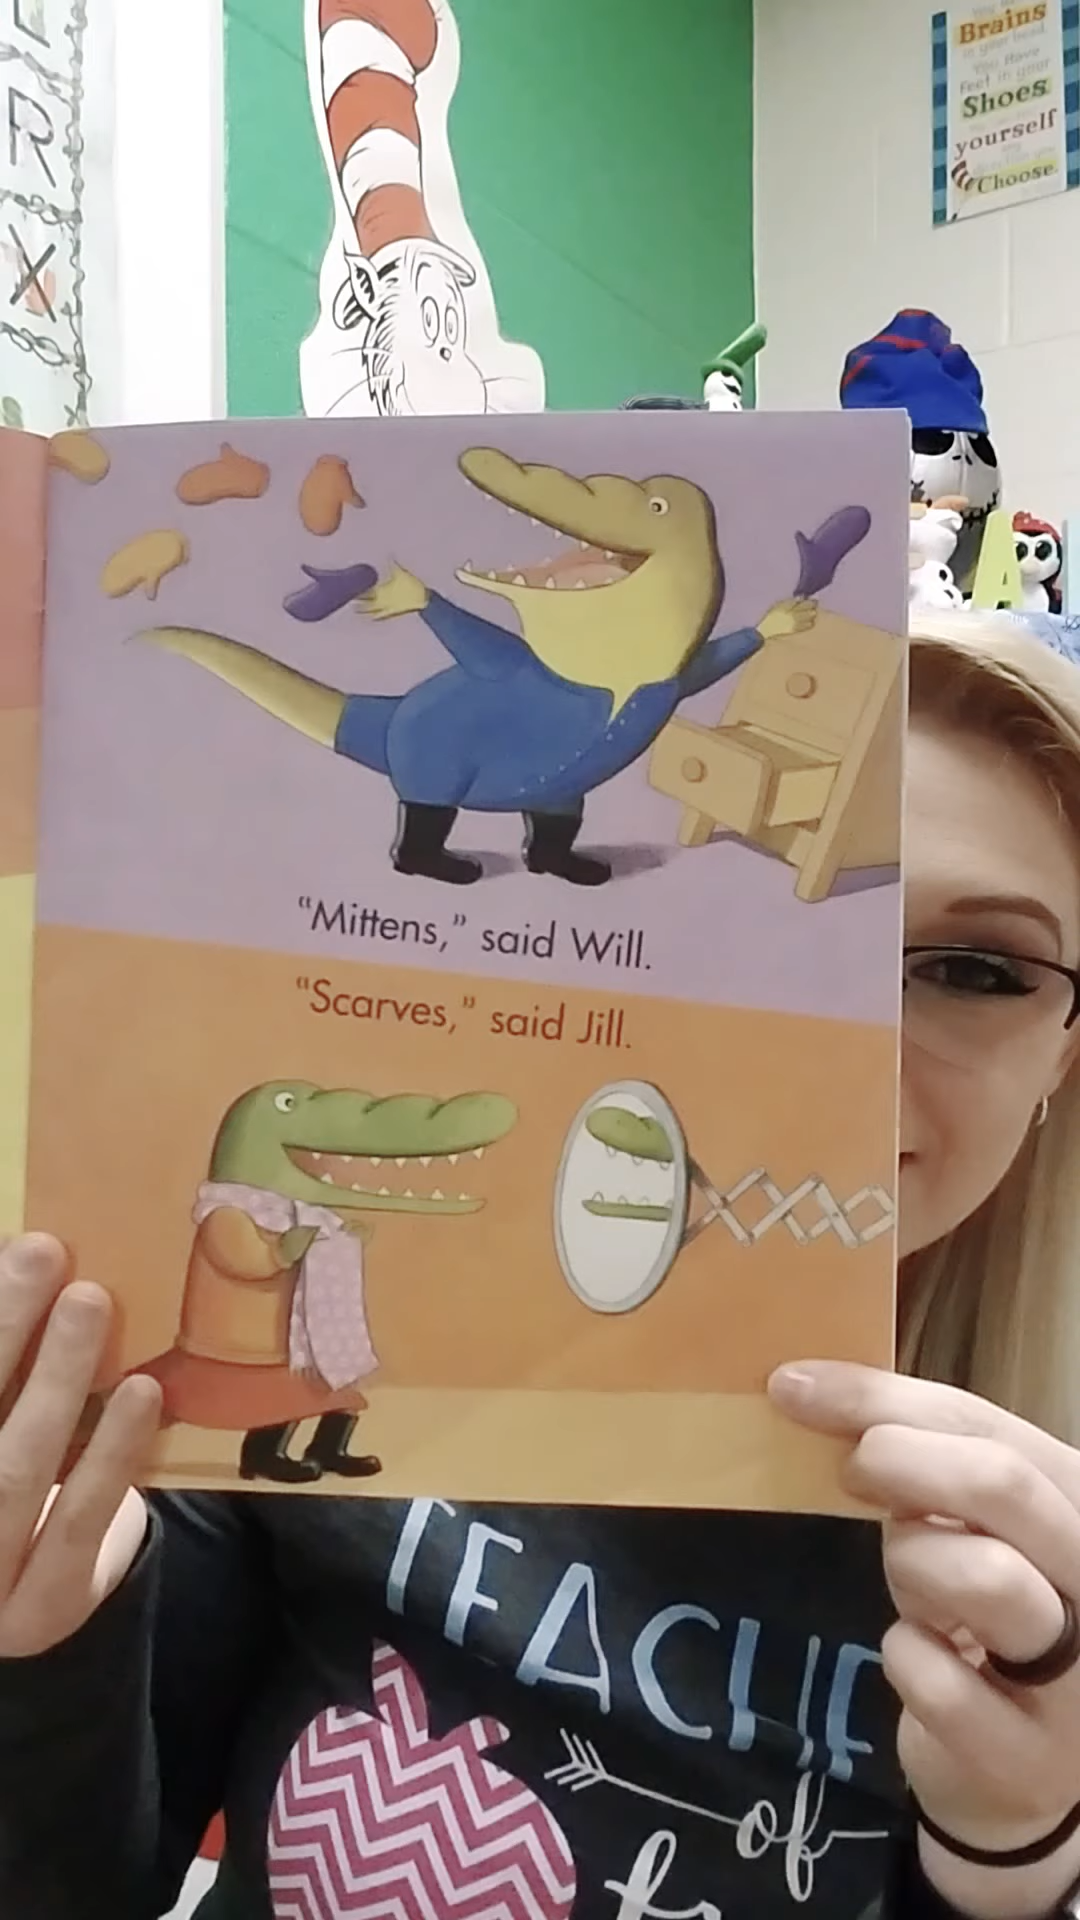 R
X
Brains
in your head.
You Have
Feet in your
Shoes
yourself
Choose.
A
"Mittens," said Will.
"Scarves," said Jill.
TEACHE
of